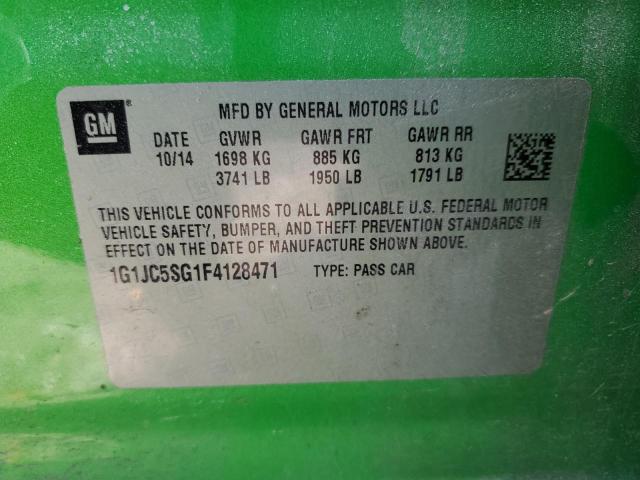 GM
®
MFD BY GENERAL MOTORS LLC
DATE GVWR GAWR FRT GAWR RR
10/14 1698 KG 885 KG 813 KG
3741 LB 1950 LB 1791 LB
THIS VEHICLE CONFORMS TO ALL APPLICABLE U.S. FEDERAL MOTOR
VEHICLE SAFETY, BUMPER, AND THEFT PREVENTION STANDARDS IN
EFFECT ON THE DATE OF MANUFACTURE SHOWN ABOVE.
1G1JC5SG1F4128471 TYPE: PASS CAR